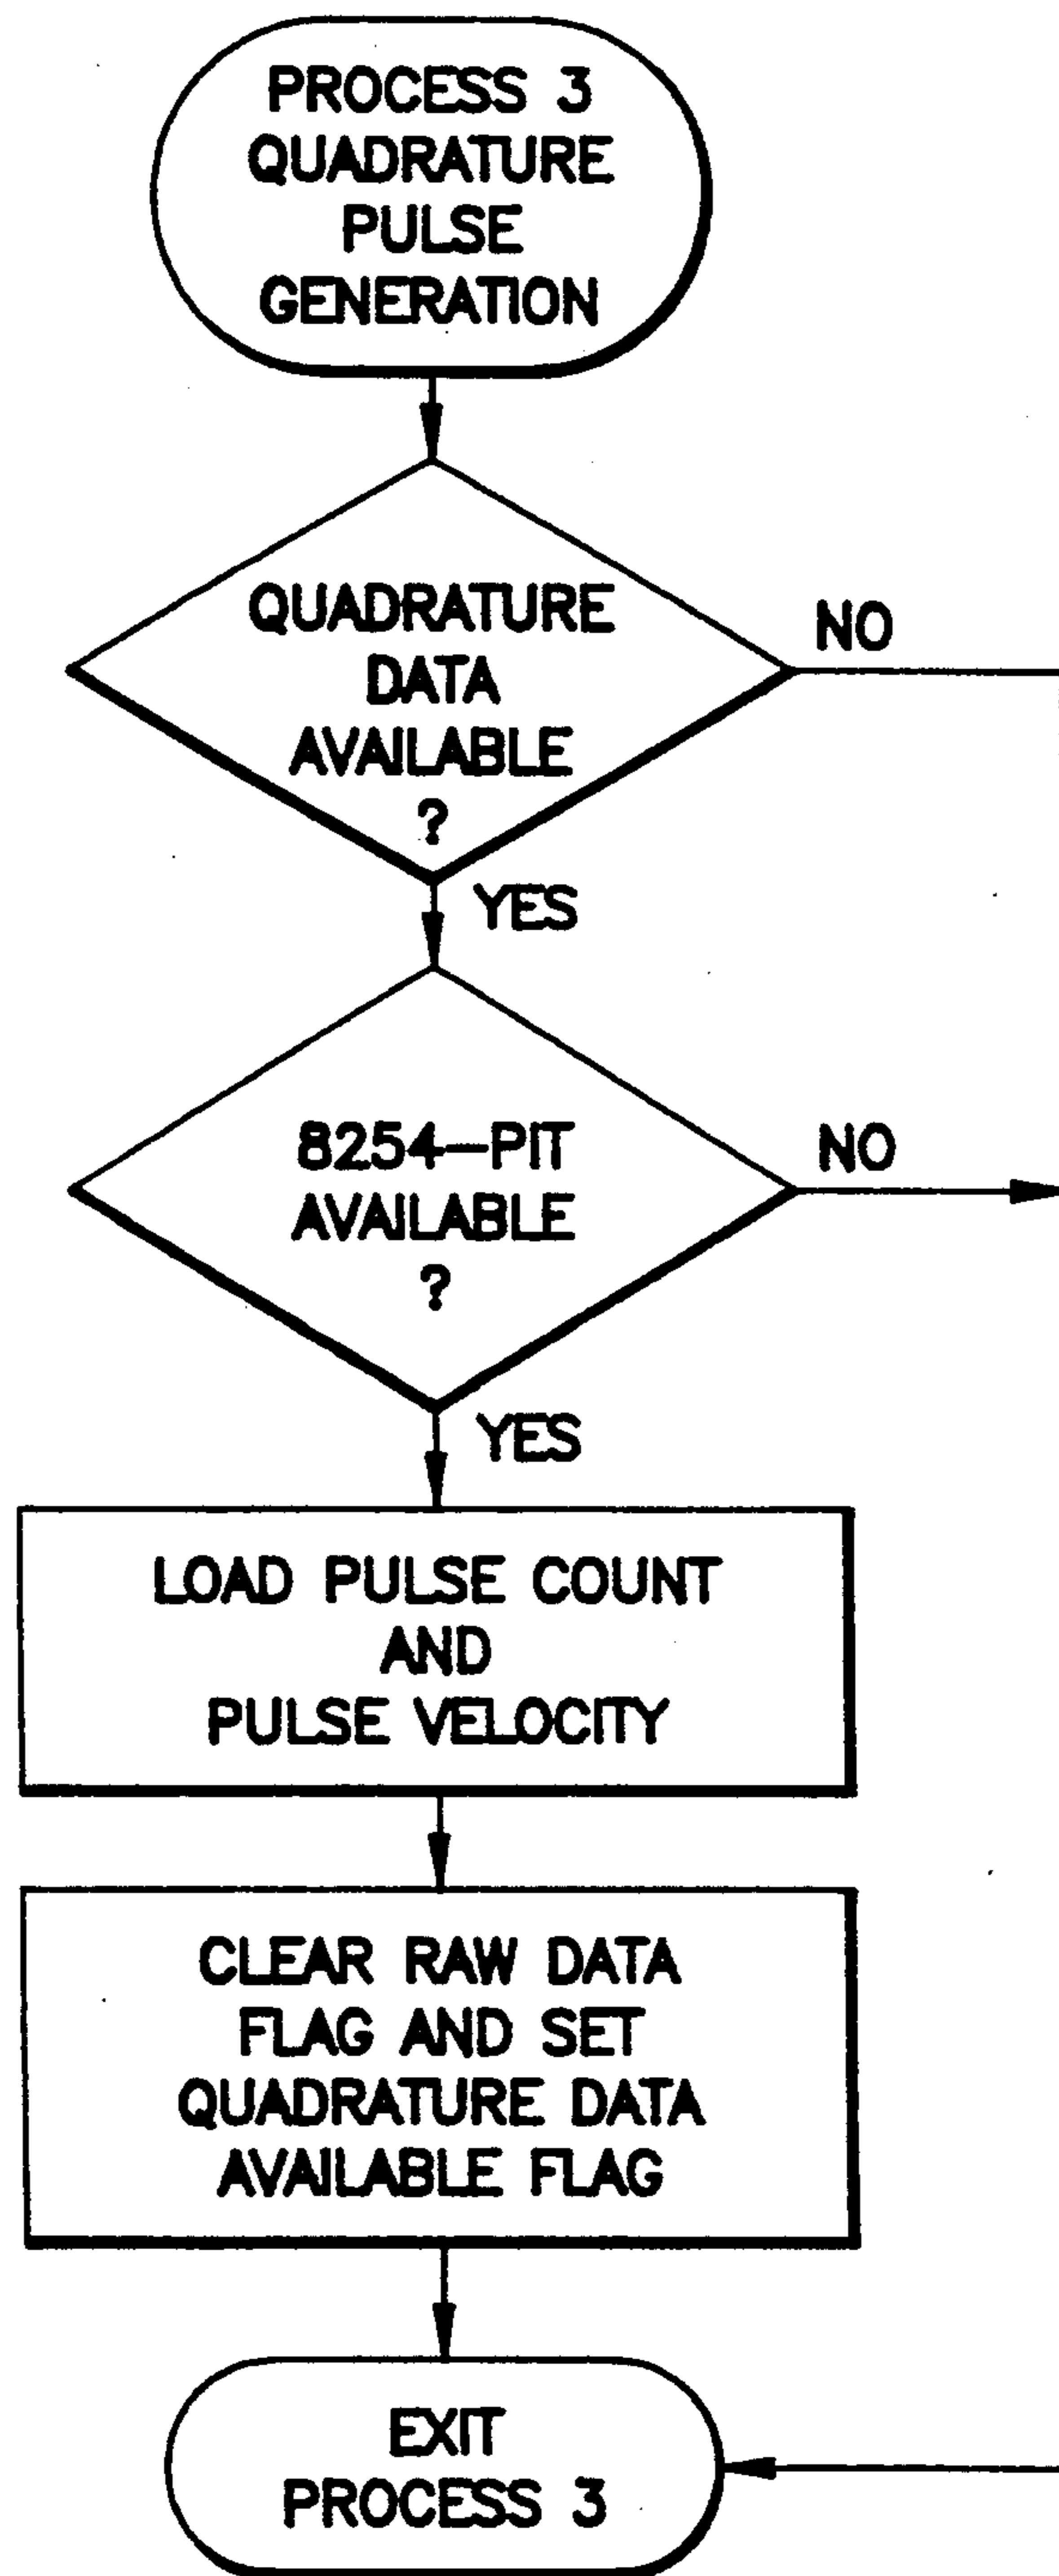 PROCESS 3
QUADRATURE
PULSE
GENERATION
QUADRATURE
DATA
AVAILABLE
?
NO
YES
8254-PIT
AVAILABLE
?
NO
YES
LOAD PULSE COUNT
AND
PULSE VELOCITY
CLEAR RAW DATA
FLAG AND SET
QUADRATURE DATA
AVAILABLE FLAG
EXIT
PROCESS 3